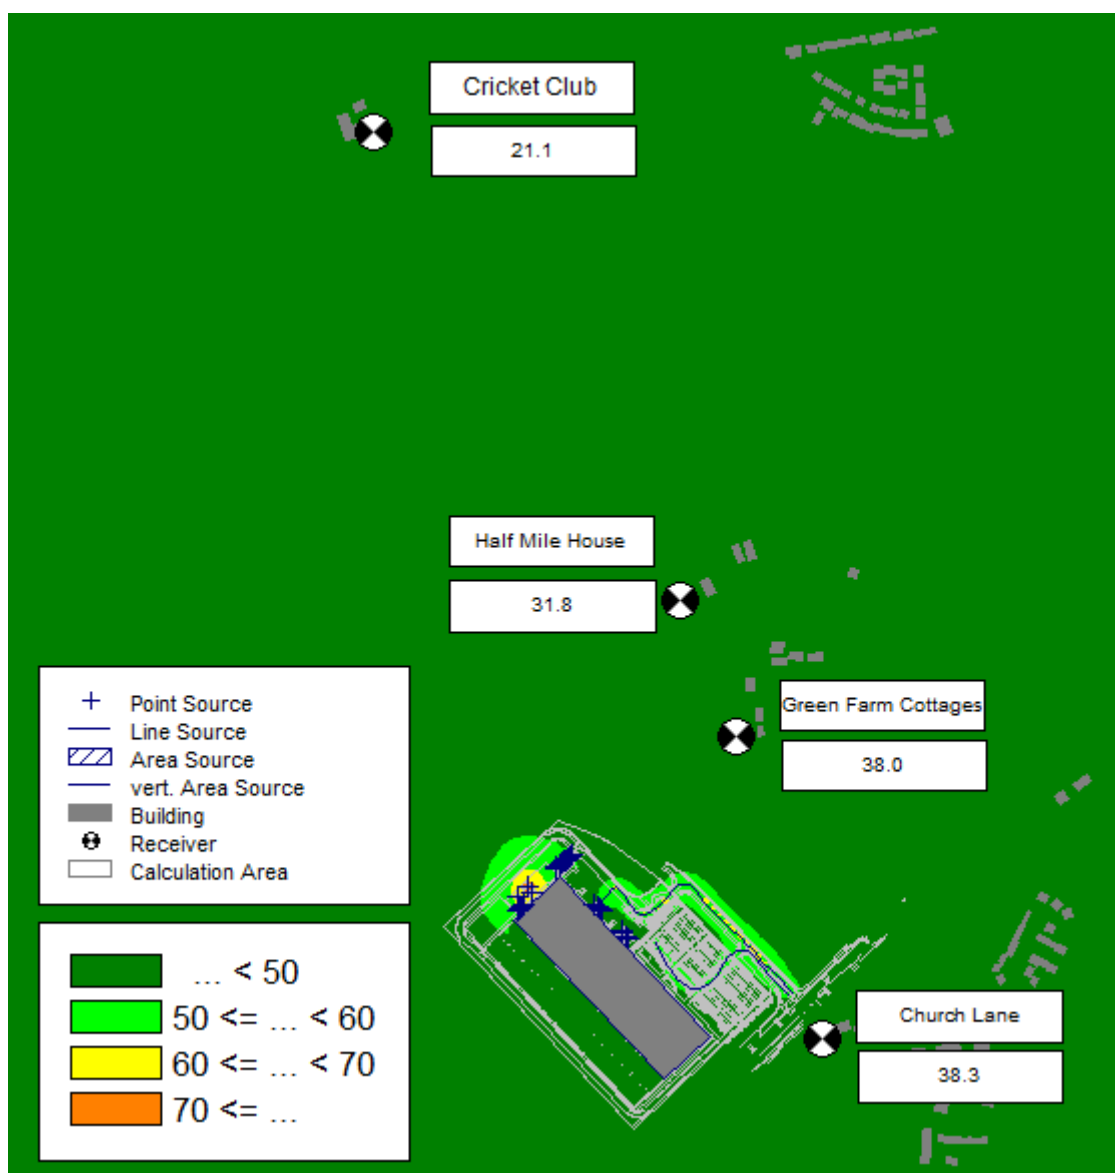 Cricket Club
21.1
Half Mile House
31.8
Green Farm Cottages
38.0
Point Source
Line Source
Area Source
vert. Area Source
Building
Receiver
Calculation Area
... < 50
50 <= ... < 60
60 <= ... < 70
70 <= ...
Church Lane
38.3